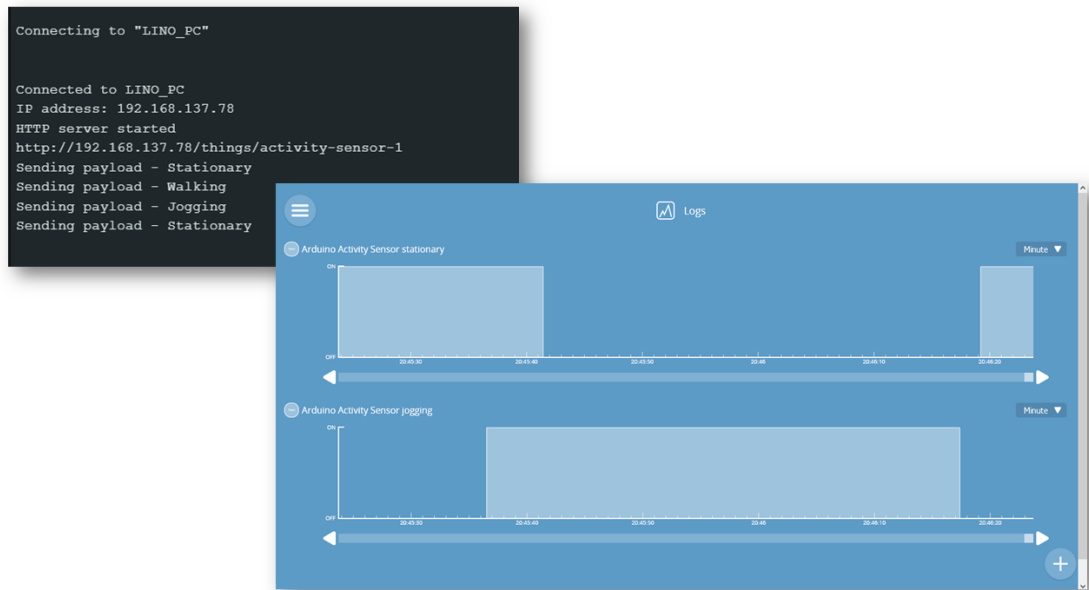 Connecting to "LINO_PC"
Connected to LINO_PC
IP address: 192.168.137.78
HTTP server started
http://192.168.137.78/things/activity-sensor-1
Sending payload - Stationary
Sending payload - Walking
Sending payload - Jogging
Sending payload - Stationary
Logs
Arduino Activity Sensor stationary
Minute
ON
OFF
20:45:30 20:45:40 20:45:50 20:46 20:46:10 20:46:20
Arduino Activity Sensor jogging
Minute
ON
OFF
20:45:30 20:45:40 20:45:50 20:46 20:46:10 20:46:20